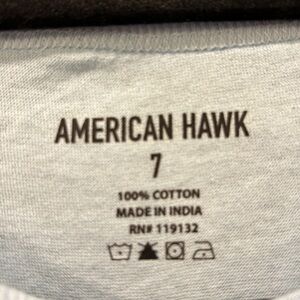 AMERICAN HAWK
7
100% COTTON
MADE IN INDIA
RN# 119132